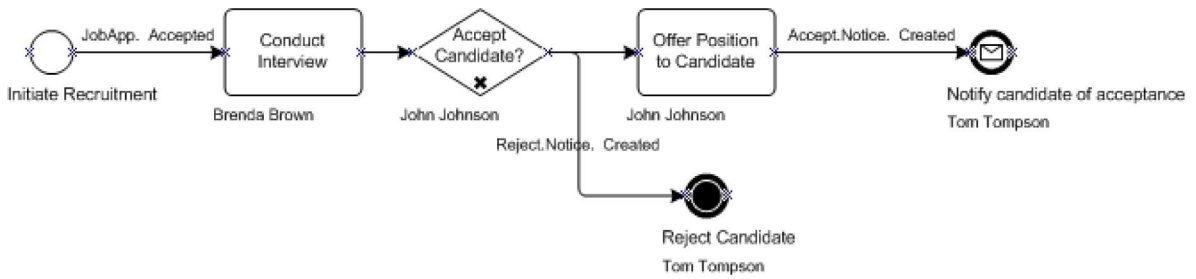 JobApp. Accepted
Conduct
Interview
Accept
Candidate?
Offer Position
to Candidate
Accept.Notice. Created
Initiate Recruitment
Notify candidate of acceptance
Brenda Brown
John Johnson
John Johnson
Tom Tompson
Reject.Notice. Created
Reject Candidate
Tom Tompson